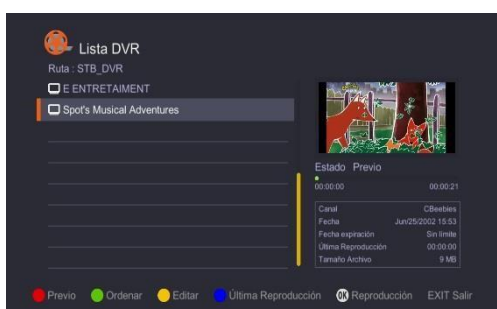 Lista DVR
Ruta : STB_DVR
E ENTRETAIMENT
Spot's Musical Adventures
Estado Previo
00:00:00 00:00:21
Canal CBeebies
Fecha Jun/25/2002 15:53
Fecha expiración Sin límite
Última Reproducción 00:00:00
Tamaño Archivo 9 MB
Previo Ordenar Editar Última Reproducción OK Reproducción EXIT Salir